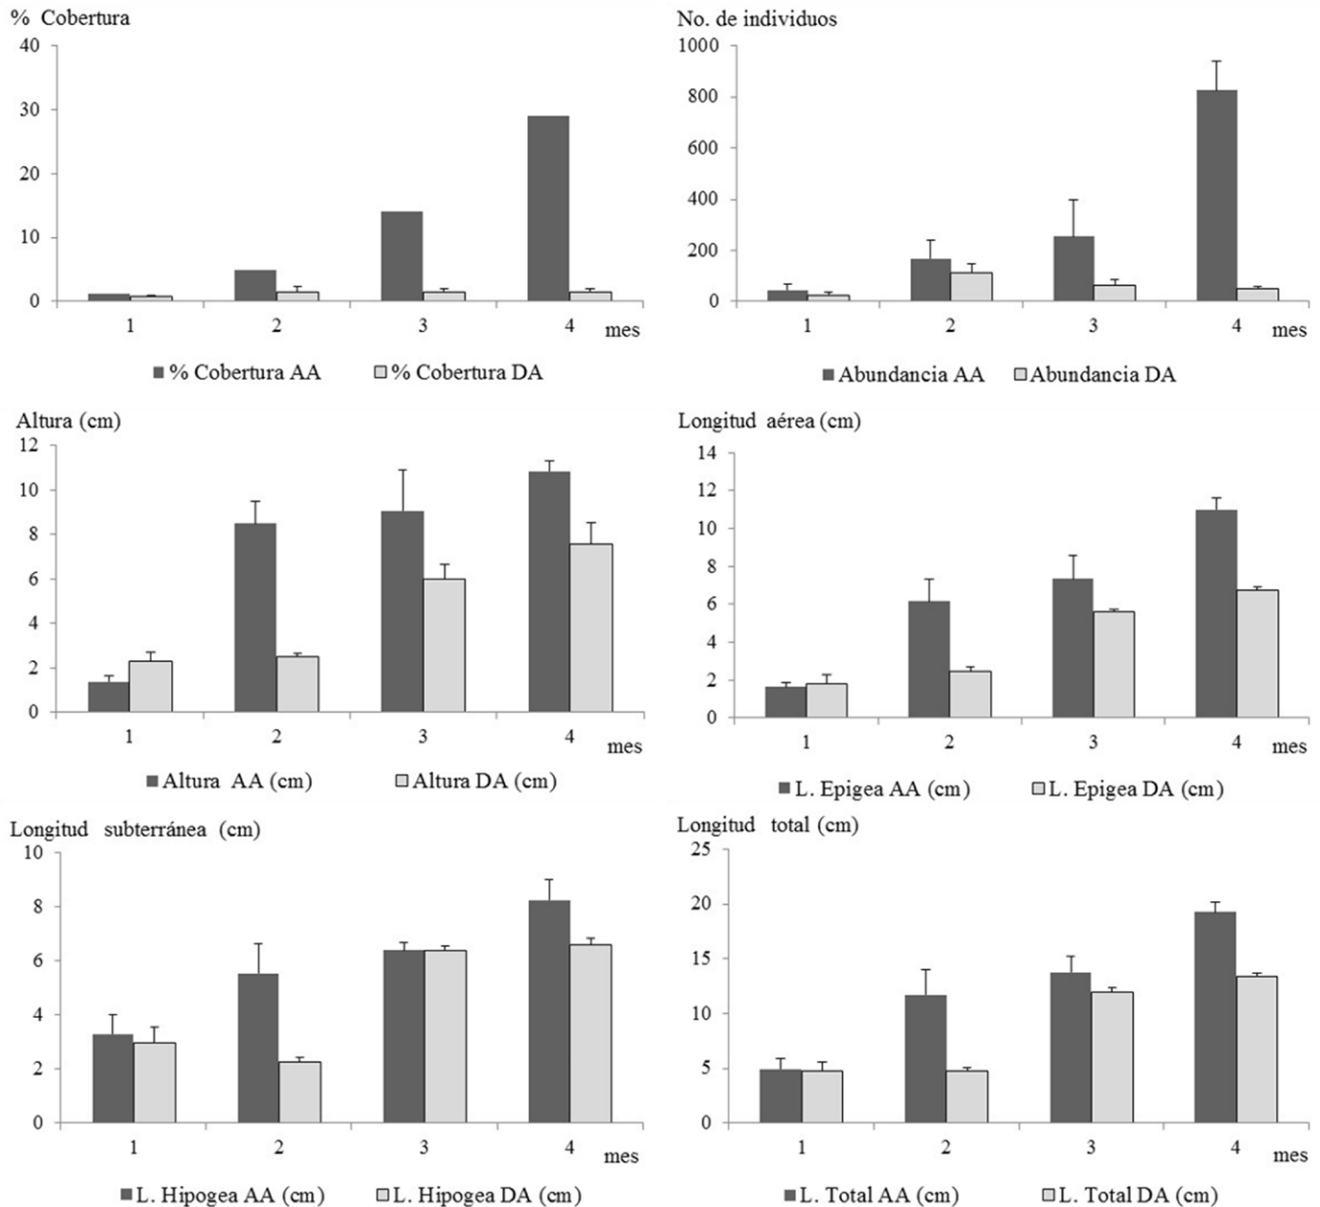 % Cobertura
40
30
20
10
0
1 2 3 4 mes
% Cobertura AA % Cobertura DA
No. de individuos
1000
800
600
400
200
0
1 2 3 4 mes
Abundancia AA Abundancia DA
Altura (cm)
12
10
8
6
4
2
0
1 2 3 4 mes
Altura AA (cm) Altura DA (cm)
Longitud aérea (cm)
14
12
10
8
6
4
2
0
1 2 3 4 mes
L. Epigea AA (cm) L. Epigea DA (cm)
Longitud subterránea (cm)
10
8
6
4
2
0
1 2 3 4 mes
L. Hipogea AA (cm) L. Hipogea DA (cm)
Longitud total (cm)
25
20
15
10
5
0
1 2 3 4 mes
L. Total AA (cm) L. Total DA (cm)